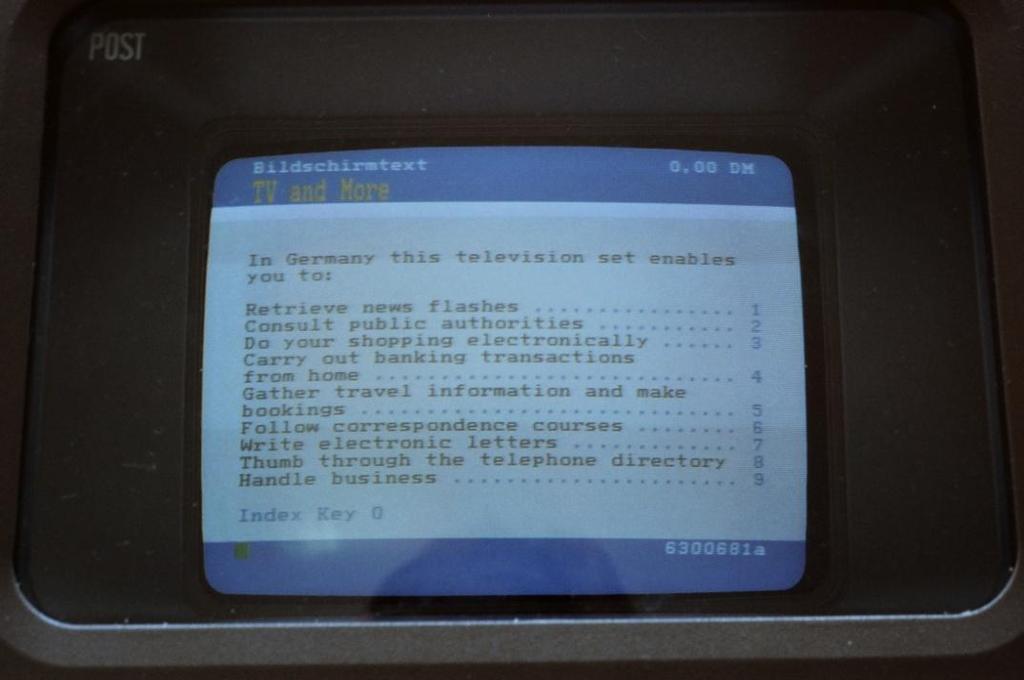 POST
Bildschirmtext 0,00 DM
TV and More
In Germany this television set enables
you to:
Retrieve news flashes ................. 1
Consult public authorities ........... 2
Do your shopping electronically ...... 3
Carry out banking transactions
from home ............................. 4
Gather travel information and make
bookings .............................. 5
Follow correspondence courses ........ 6
Write electronic letters ............. 7
Thumb through the telephone directory 8
Handle business ...................... 9
Index Key 0
6300681a